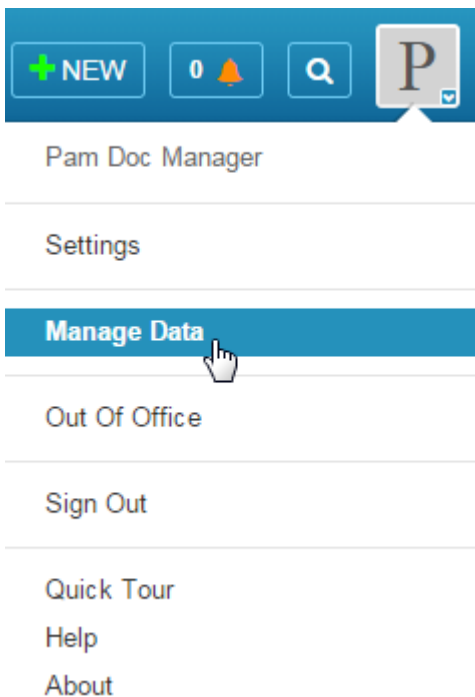 NEW 0 P
Pam Doc Manager
Settings
Manage Data
Out Of Office
Sign Out
Quick Tour
Help
About